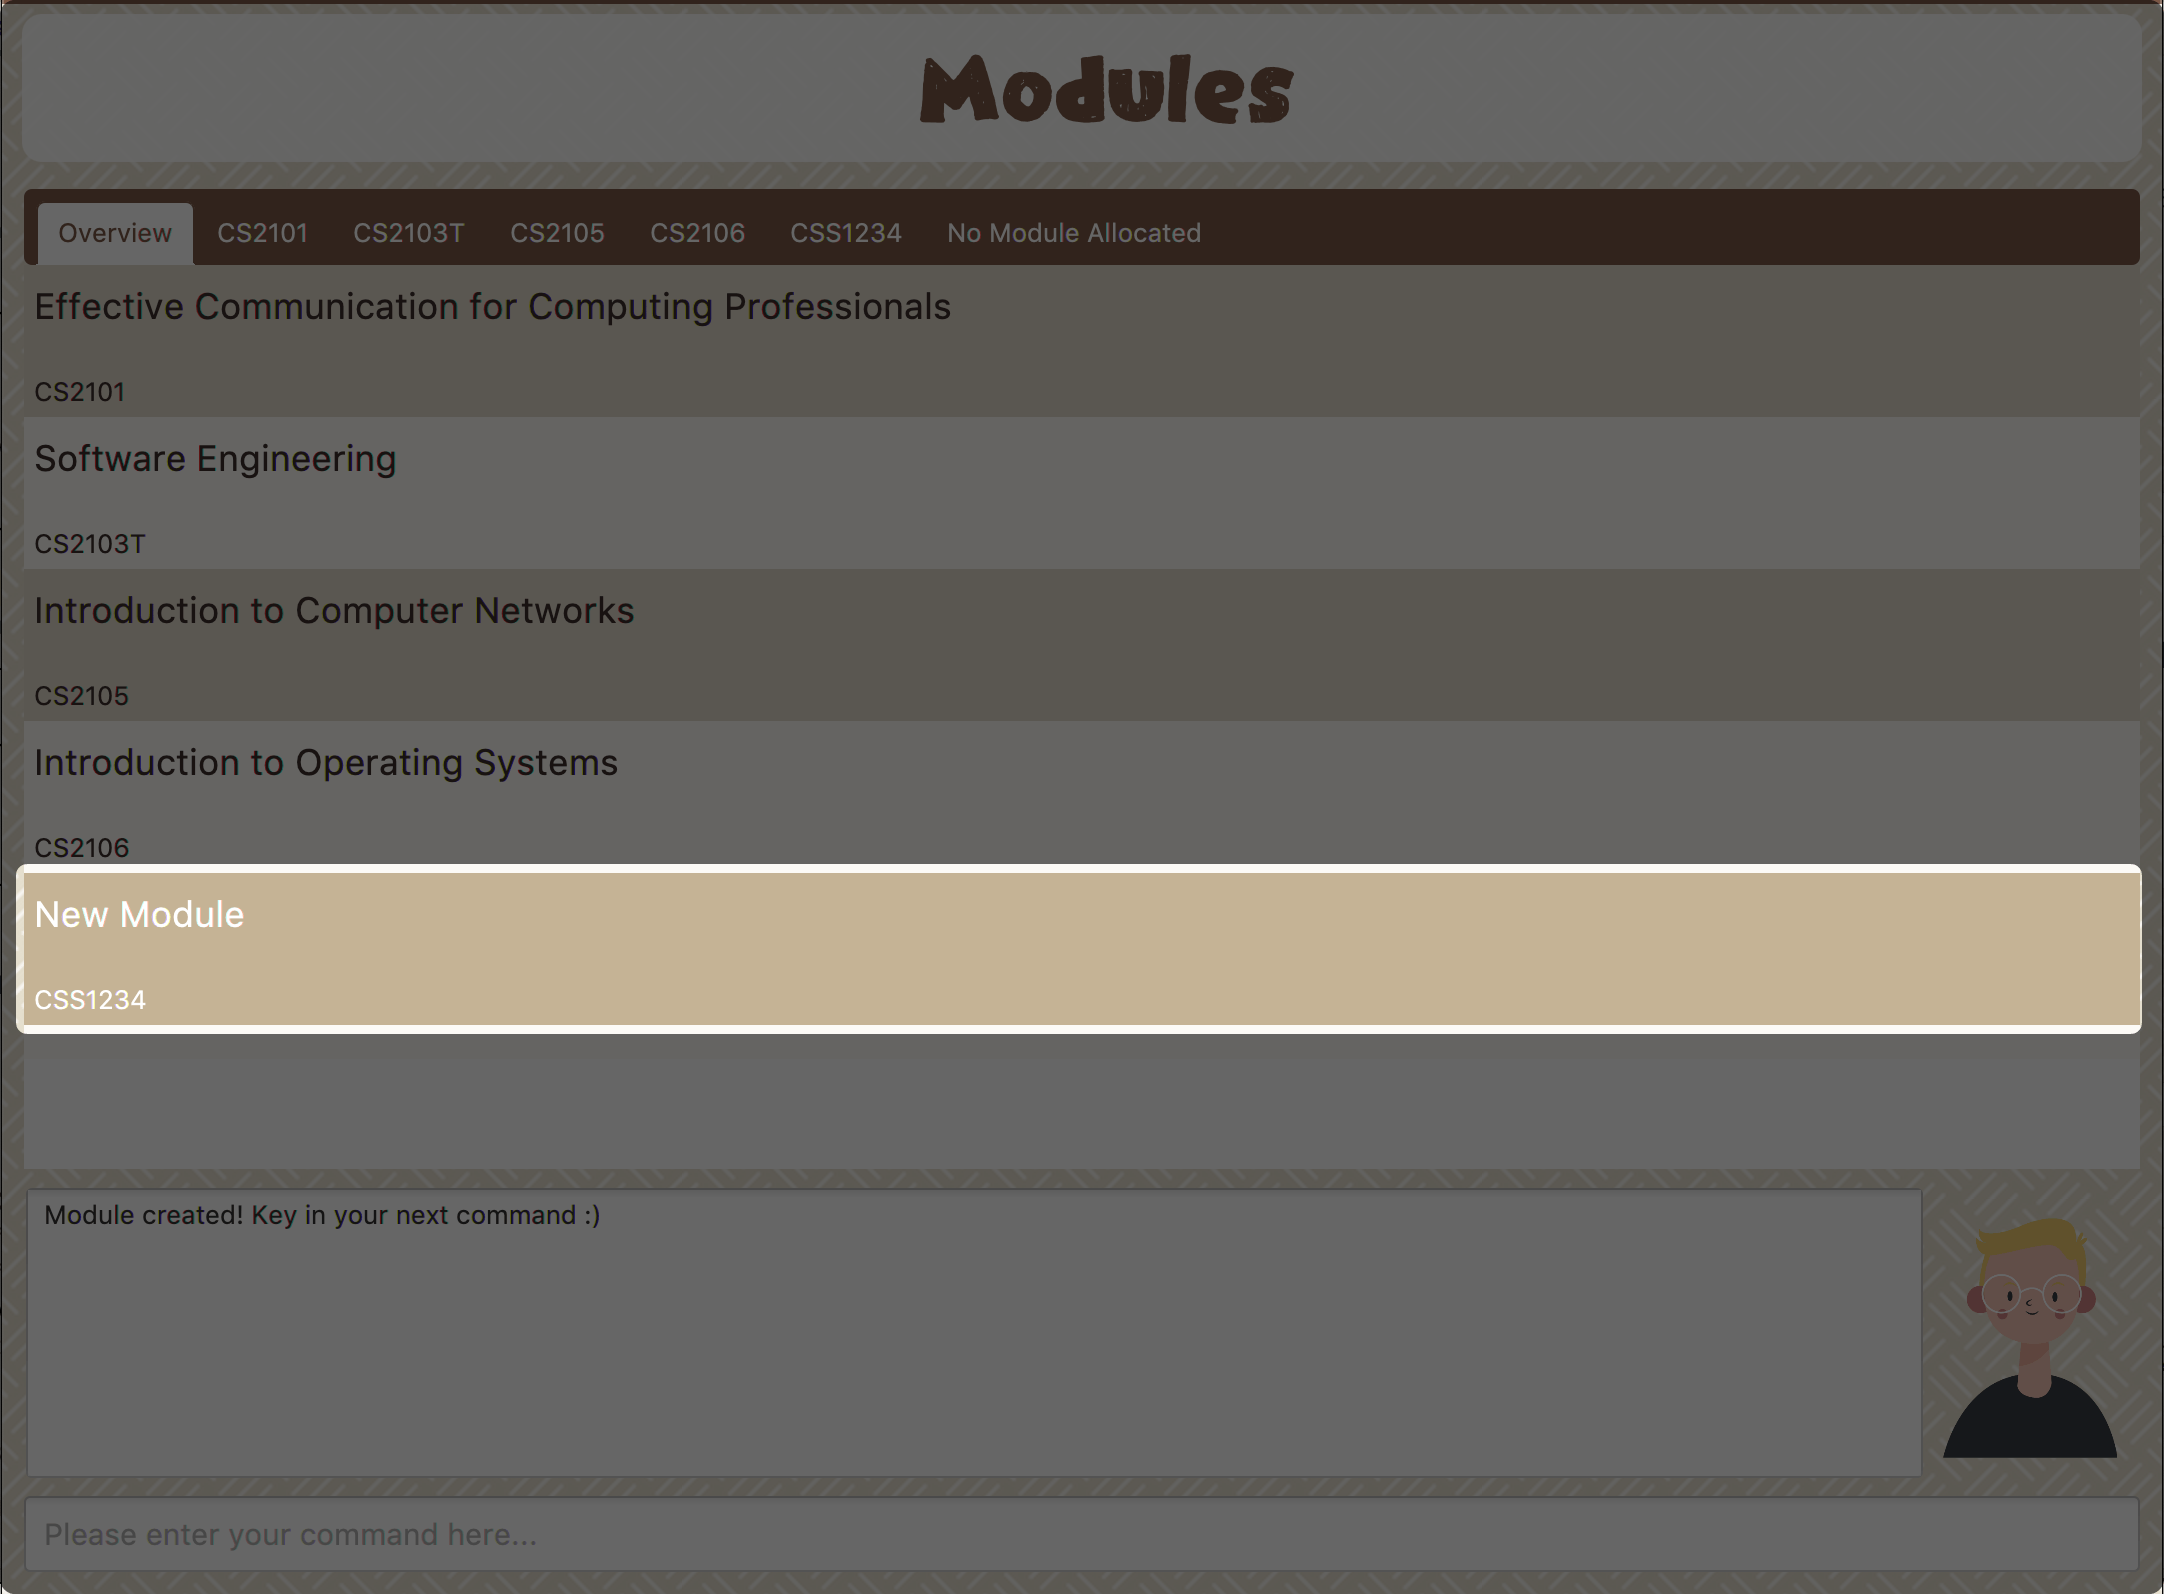 Modules
Overview CS2101 CS2103T CS2105 CS2106 CSS1234 No Module Allocated
Effective Communication for Computing Professionals
CS2101
Software Engineering
CS2103T
Introduction to Computer Networks
CS2105
Introduction to Operating Systems
CS2106
New Module
CSS1234
Module created! Key in your next command :)
Please enter your command here...